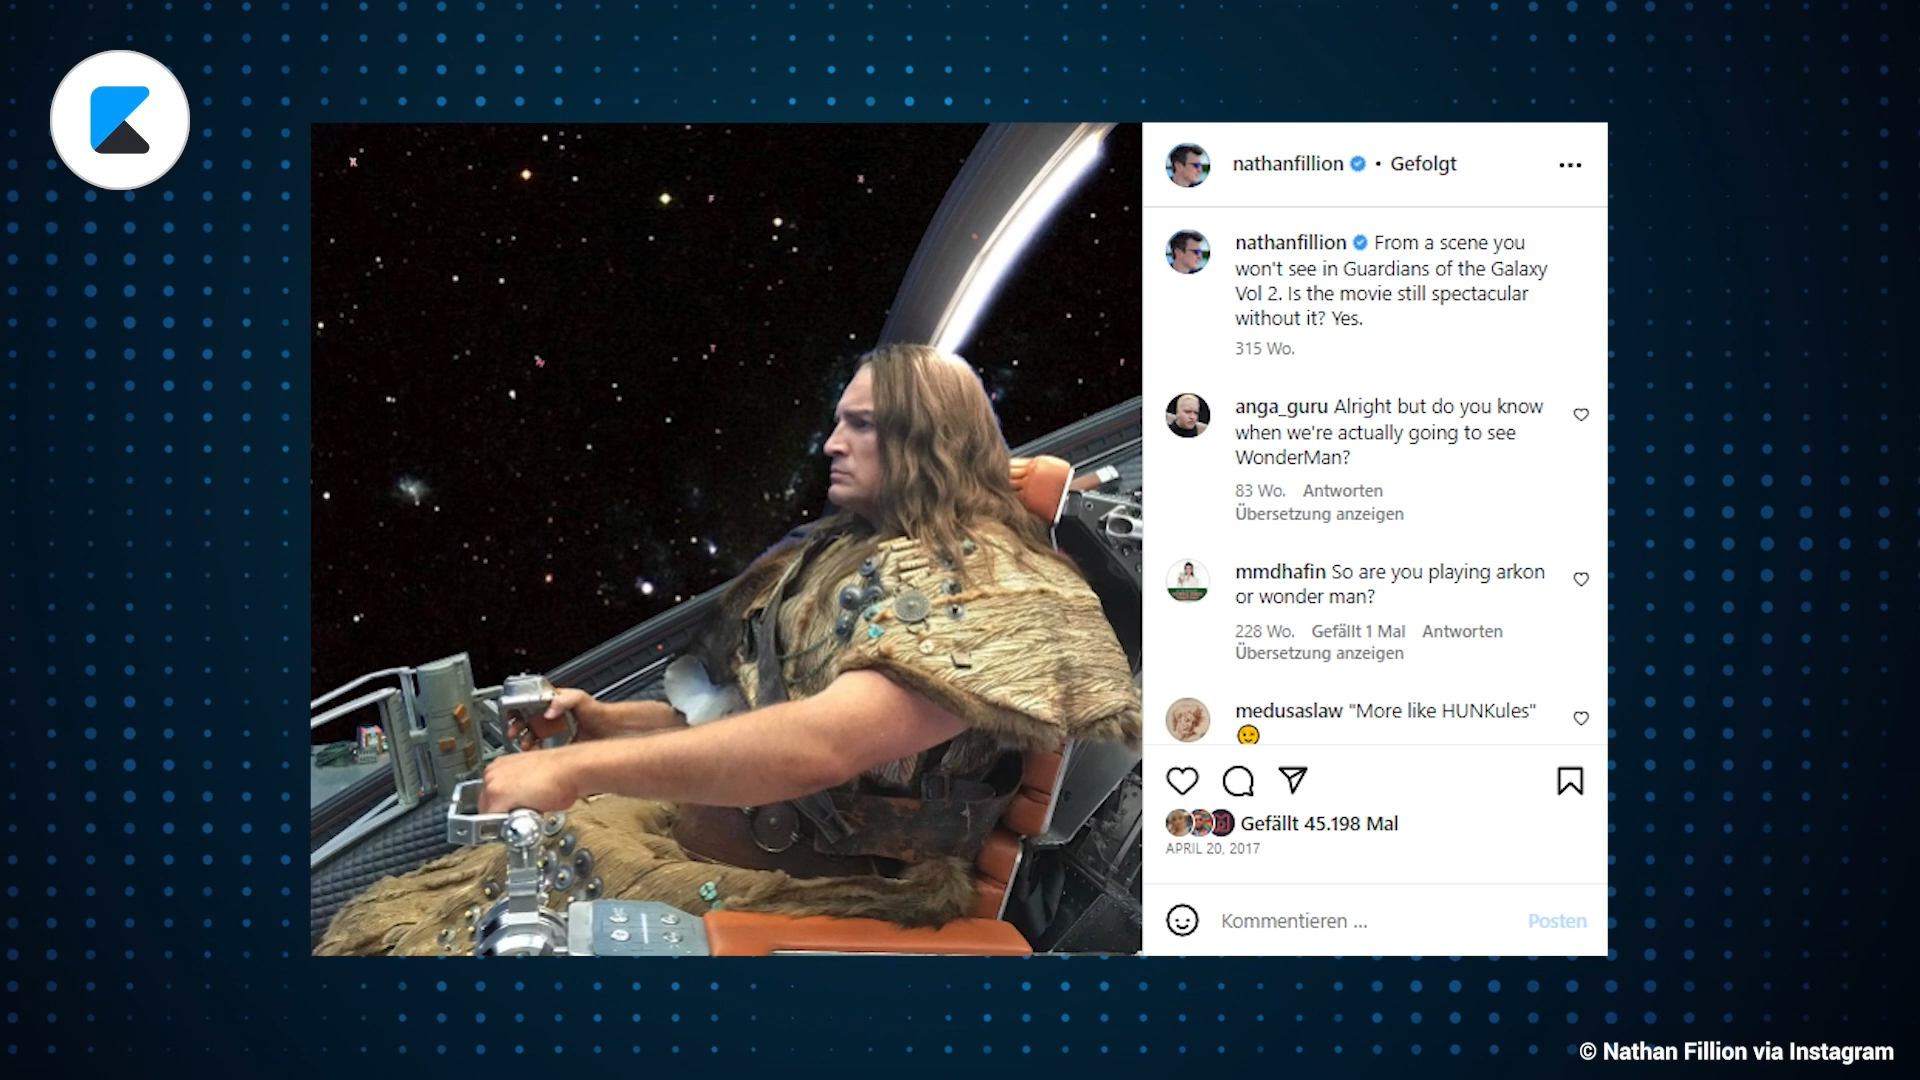 nathanfillion • Gefolgt
nathanfillion From a scene you
won't see in Guardians of the Galaxy
Vol 2. Is the movie still spectacular
without it? Yes.
315 Wo.
anga_guru Alright but do you know
when we're actually going to see
WonderMan?
83 Wo. Antworten
Übersetzung anzeigen
mmdhafin So are you playing arkon
or wonder man?
228 Wo. Gefällt 1 Mal Antworten
Übersetzung anzeigen
medusaslaw "More like HUNKules"
😉
Gefällt 45.198 Mal
APRIL 20, 2017
Kommentieren ... Posten
© Nathan Fillion via Instagram